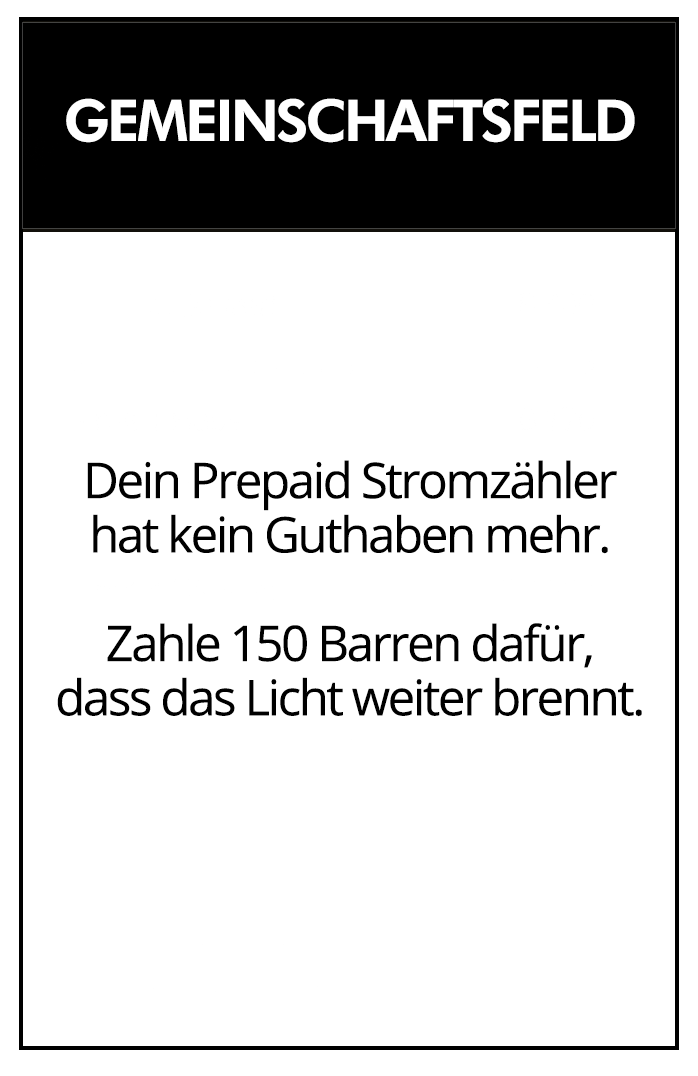 GEMEINSCHAFTSFELD
Dein Prepaid Stromzähler
hat kein Guthaben mehr.
Zahle 150 Barren dafür,
dass das Licht weiter brennt.